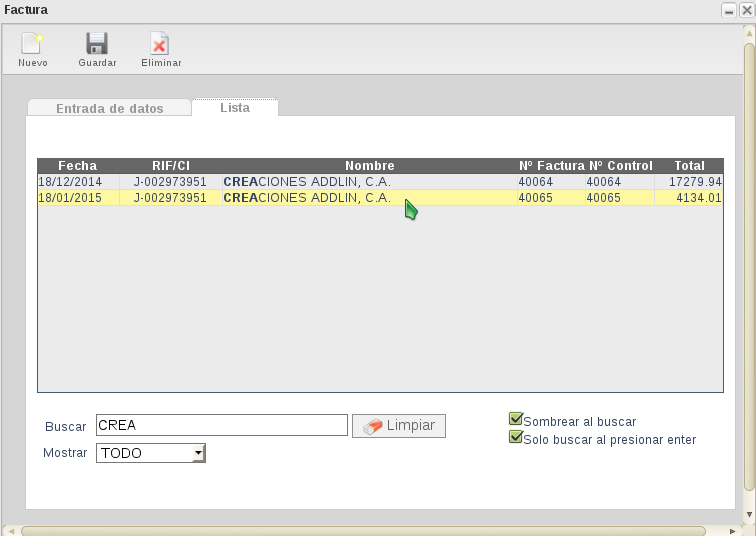 Factura
Nuevo Guardar Eliminar
Entrada de datos Lista
Fecha RIF/CI Nombre Nº Factura Nº Control Total
18/12/2014 J-002973951 CREACIONES ADDLIN, C.A. 40064 40064 17279.94
18/01/2015 J-002973951 CREACIONES ADDLIN, C.A. 40065 40065 4134.01
Buscar CREA Limpiar Sombrear al buscar
Mostrar TODO Solo buscar al presionar enter